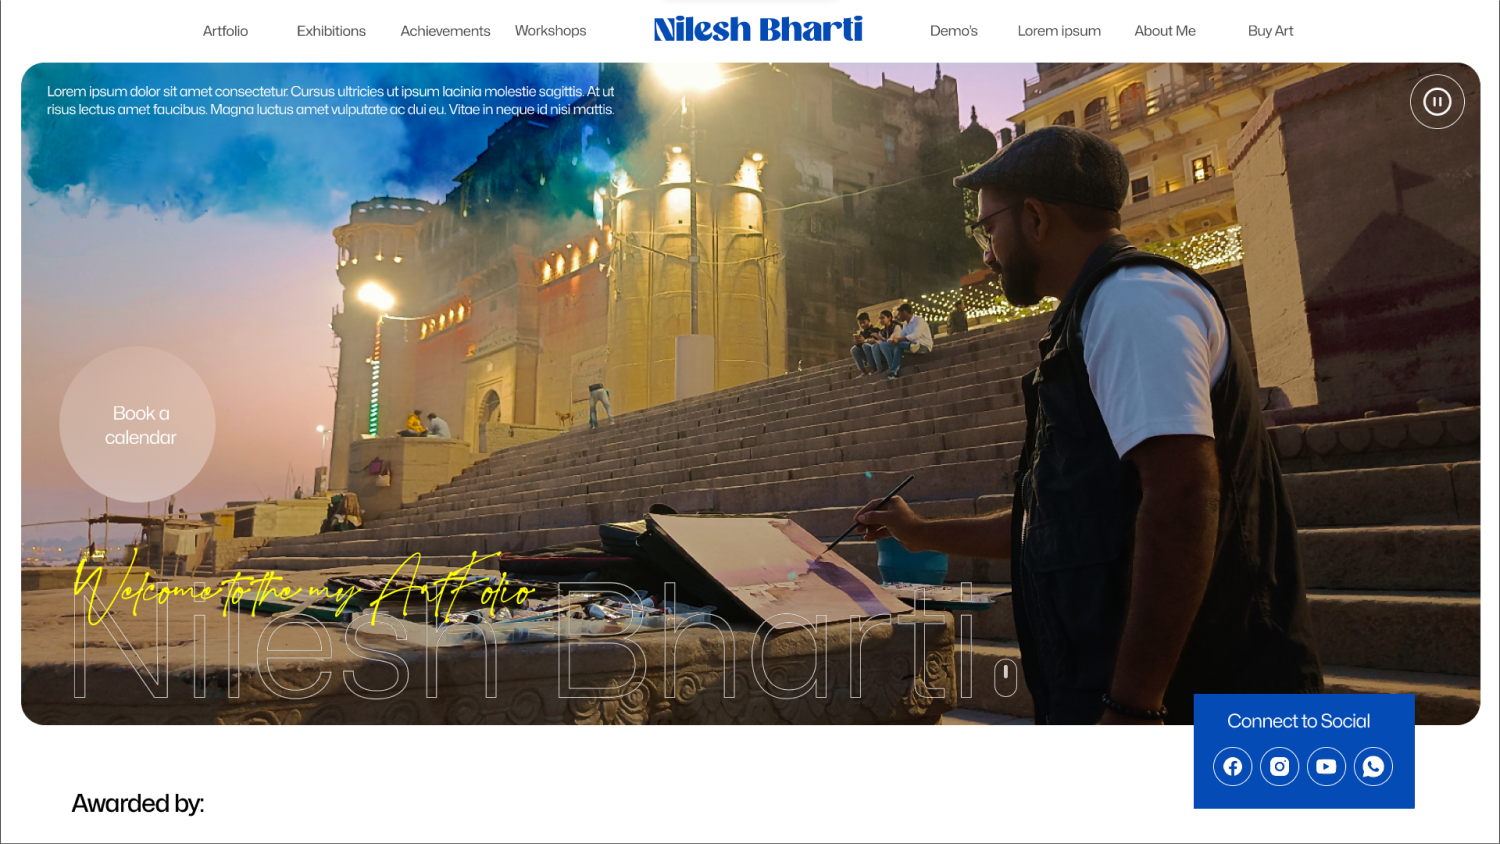 Artfolio Exhibitions Achievements Workshops Nilesh Bharti Demo's Lorem ipsum About Me Buy Art
Lorem ipsum dolor sit amet consectetur. Cursus ultricies ut ipsum lacinia molestie sagittis. At ut
risus lectus amet faucibus. Magna luctus amet vulputate ac dui eu. Vitae in neque id nisi mattis.
Book a
calendar
Welcome to the my ArtFolio
Nilesh Bharti
Connect to Social
Awarded by: